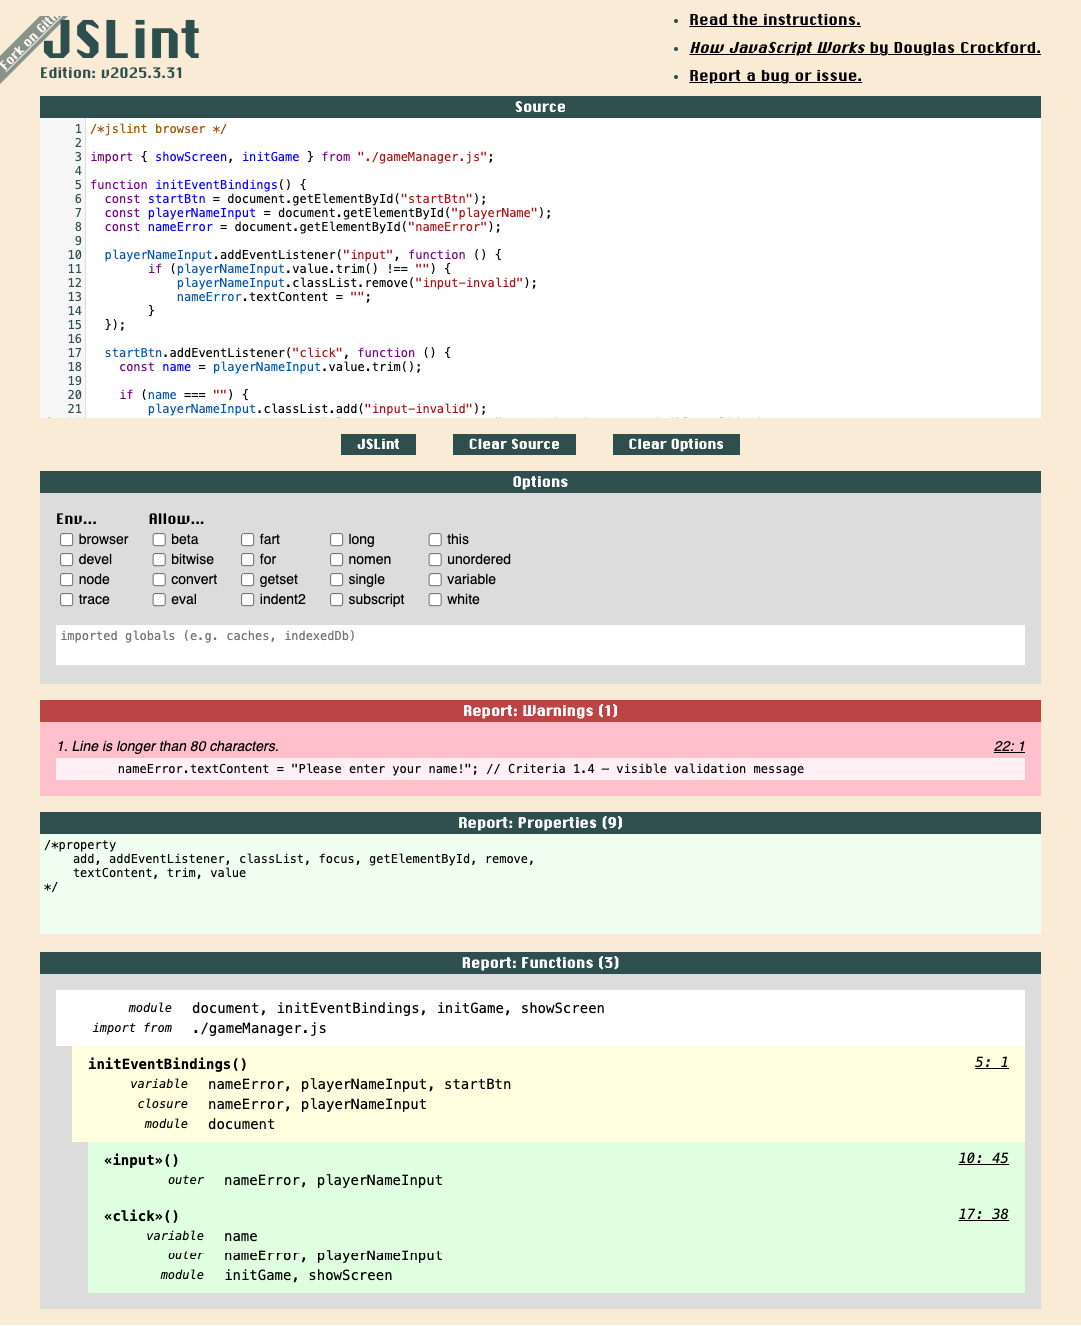 Fork on GitH
JSLint
Edition: v2025.3.31
Read the instructions.
How JavaScript Works by Douglas Crockford.
Report a bug or issue.
Source
1 /*jslint browser */
2
3 import { showScreen, initGame } from "./gameManager.js";
4
5 function initEventBindings() {
6 const startBtn = document.getElementById("startBtn");
7 const playerNameInput = document.getElementById("playerName");
8 const nameError = document.getElementById("nameError");
9
10 playerNameInput.addEventListener("input", function () {
11 if (playerNameInput.value.trim() !== "") {
12 playerNameInput.classList.remove("input-invalid");
13 nameError.textContent = "";
14 }
15 });
16
17 startBtn.addEventListener("click", function () {
18 const name = playerNameInput.value.trim();
19
20 if (name === "") {
21 playerNameInput.classList.add("input-invalid");
JSLint Clear Source Clear Options
Options
Env... Allow...
browser beta fart long this
devel bitwise for nomen unordered
node convert getset single variable
trace eval indent2 subscript white
imported globals (e.g. caches, indexedDb)
Report: Warnings (1)
1. Line is longer than 80 characters. 22: 1
nameError.textContent = "Please enter your name!"; // Criteria 1.4 – visible validation message
Report: Properties (9)
/*property
add, addEventListener, classList, focus, getElementById, remove,
textContent, trim, value
*/
Report: Functions (3)
module document, initEventBindings, initGame, showScreen
import from ./gameManager.js
initEventBindings() 5: 1
variable nameError, playerNameInput, startBtn
closure nameError, playerNameInput
module document
«input»() 10: 45
outer nameError, playerNameInput
«click»() 17: 38
variable name
outer nameError, playerNameInput
module initGame, showScreen